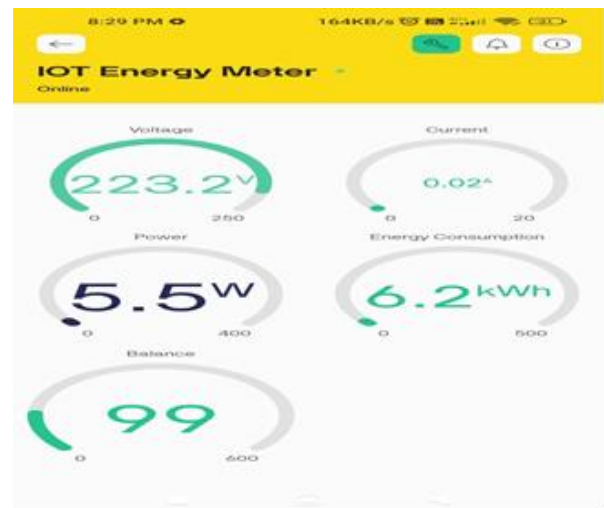 8:29 PM 164KB/s
IOT Energy Meter
Online
Voltage Current
223.2V 0.02A
0 250 0 20
Power Energy Consumption
5.5W 6.2kWh
0 400 0 500
Balance
99
0 600